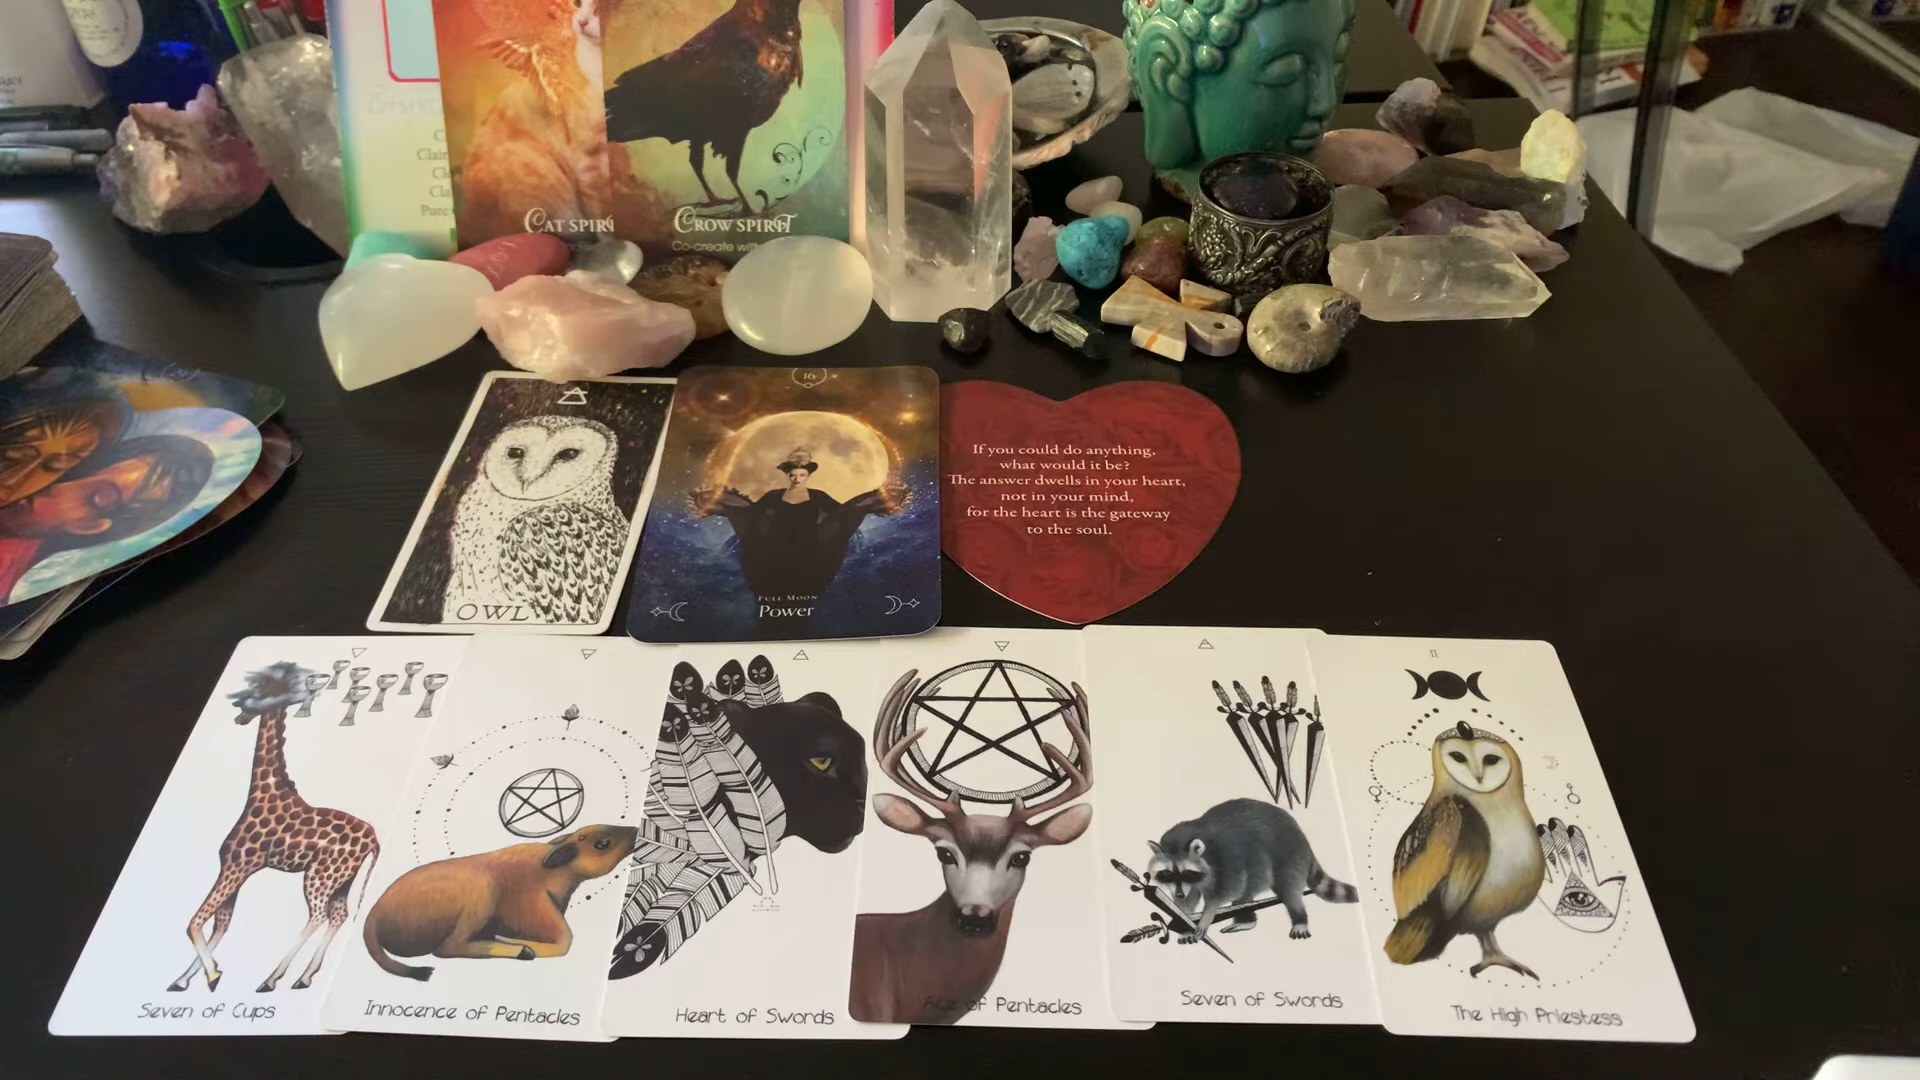 CAT SPIRI
CROW SPIRIT
Co-create with
Pure
16
OWL
FULL MOON
Power
If you could do anything,
what would it be?
The answer dwells in your heart,
not in your mind,
for the heart is the gateway
to the soul.
II
Seven of Cups
Innocence of Pentacles
Heart of Swords
Ace of Pentacles
Seven of Swords
The High Priestess